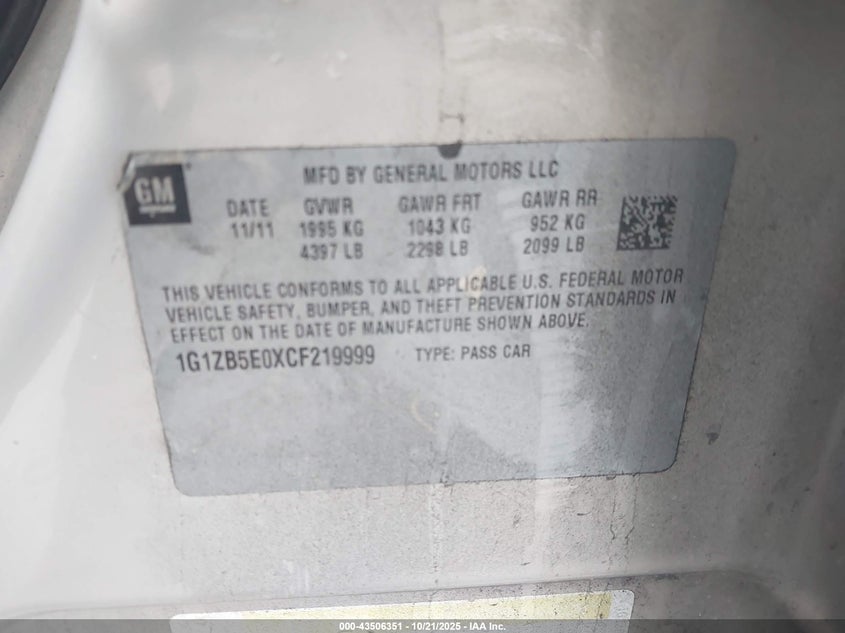 MFD BY GENERAL MOTORS LLC
GM
DATE GVWR GAWR FRT GAWR RR
11/11 1995 KG 1043 KG 952 KG
4397 LB 2298 LB 2099 LB
THIS VEHICLE CONFORMS TO ALL APPLICABLE U.S. FEDERAL MOTOR
VEHICLE SAFETY, BUMPER, AND THEFT PREVENTION STANDARDS IN
EFFECT ON THE DATE OF MANUFACTURE SHOWN ABOVE.
1G1ZB5E0XCF219999 TYPE: PASS CAR
000-43506351 | 10/21/2025 - IAA Inc.